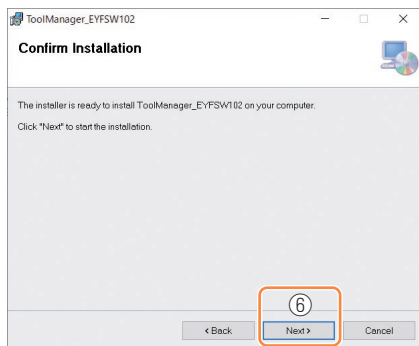 ToolManager_EYFSW102
Confirm Installation
The installer is ready to install ToolManager_EYFSW102 on your computer.
Click "Next" to start the installation.
⑥
< Back
Next >
Cancel